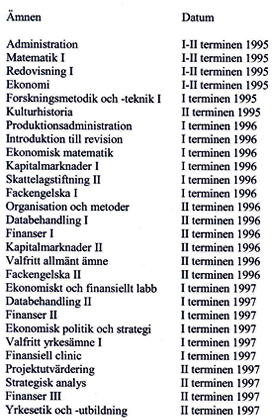 Ämnen Datum
Administration I-II terminen 1995
Matematik I I-II terminen 1995
Redovisning I I-II terminen 1995
Ekonomi I-II terminen 1995
Forskningsmetodik och -teknik I I terminen 1995
Kulturhistoria II terminen 1995
Produktionsadministration I terminen 1996
Introduktion till revision I terminen 1996
Ekonomisk matematik I terminen 1996
Kapitalmarknader I I terminen 1996
Skattelagstiftning II I terminen 1996
Fackengelska I I terminen 1996
Organisation och metoder II terminen 1996
Databehandling I II terminen 1996
Finanser I II terminen 1996
Kapitalmarknader II II terminen 1996
Valfritt allmänt ämne II terminen 1996
Fackengelska II II terminen 1996
Ekonomiskt och finansiellt labb I terminen 1997
Databehandling II I terminen 1997
Finanser II I terminen 1997
Ekonomisk politik och strategi I terminen 1997
Valfritt yrkesämne I I terminen 1997
Finansiell clinic I terminen 1997
Projektutvärdering II terminen 1997
Strategisk analys II terminen 1997
Finanser III II terminen 1997
Yrkesetik och -utbildning II terminen 1997